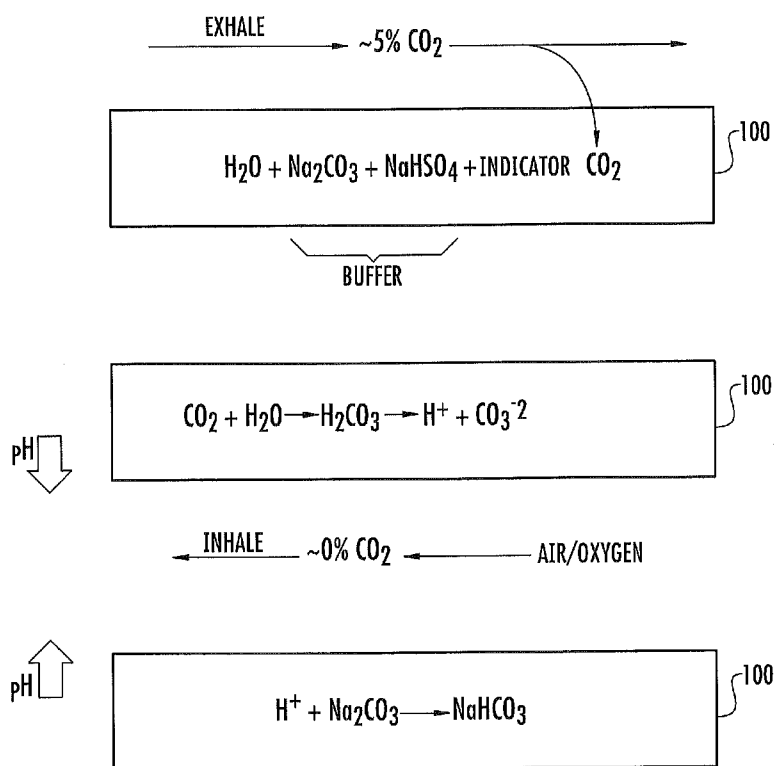 EXHALE ~5% CO₂
100
H₂O + Na₂CO₃ + NaHSO₄ + INDICATOR CO₂
BUFFER
100
CO₂ + H₂O → H₂CO₃ → H⁺ + CO₃⁻²
pH
INHALE ~0% CO₂ AIR/OXYGEN
pH
100
H⁺ + Na₂CO₃ → NaHCO₃